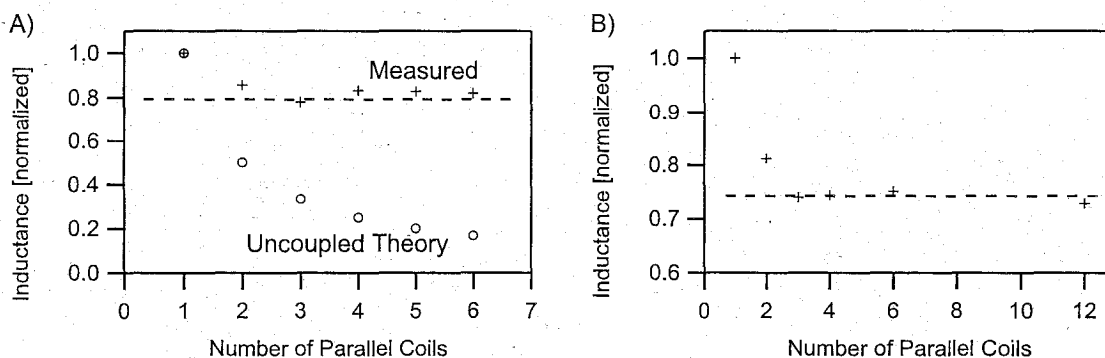 A)
Inductance [normalized]
1.0
0.8
0.6
0.4
0.2
0.0
Measured
Uncoupled Theory
0 1 2 3 4 5 6 7
Number of Parallel Coils
B)
Inductance [normalized]
1.0
0.9
0.8
0.7
0.6
0 2 4 6 8 10 12
Number of Parallel Coils